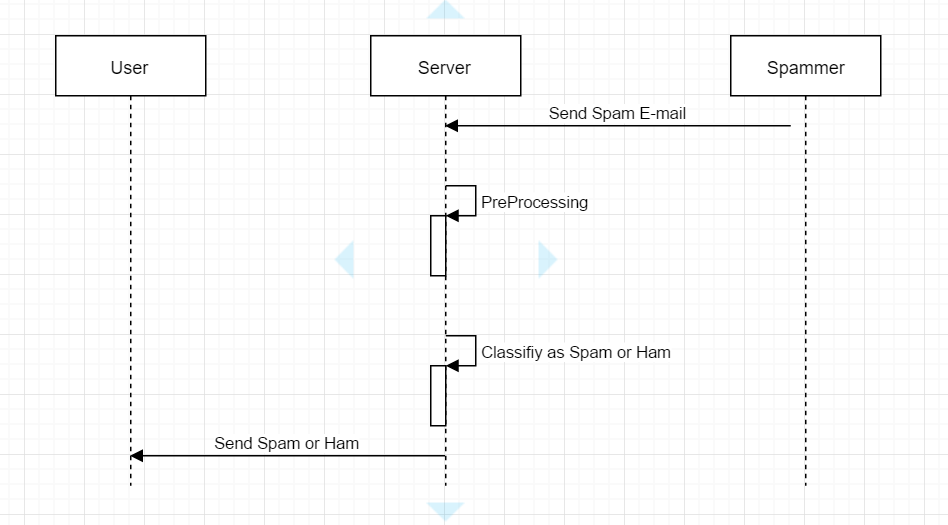 User
Server
Spammer
Send Spam E-mail
PreProcessing
Classifiy as Spam or Ham
Send Spam or Ham